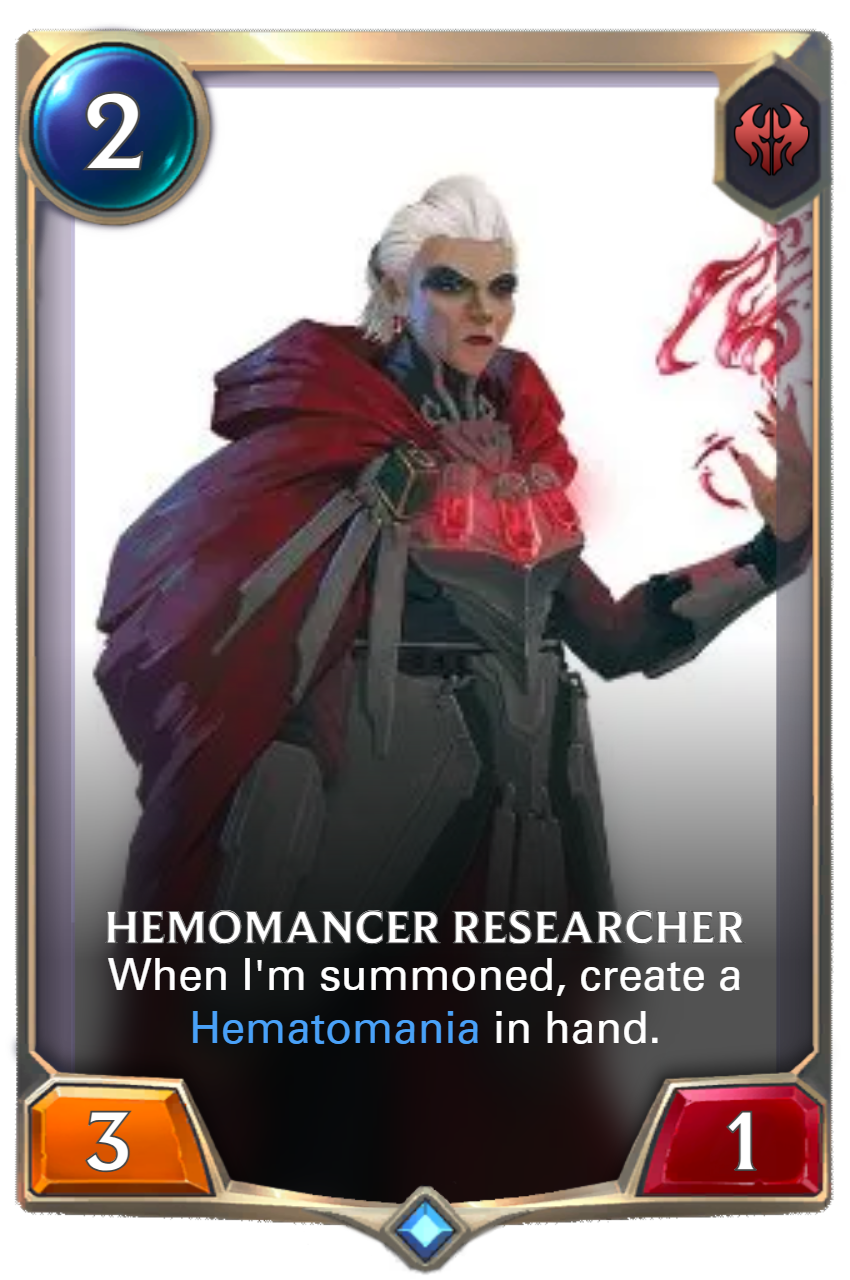 2
HEMOMANCER RESEARCHER
When I'm summoned, create a
Hematomania in hand.
3
1